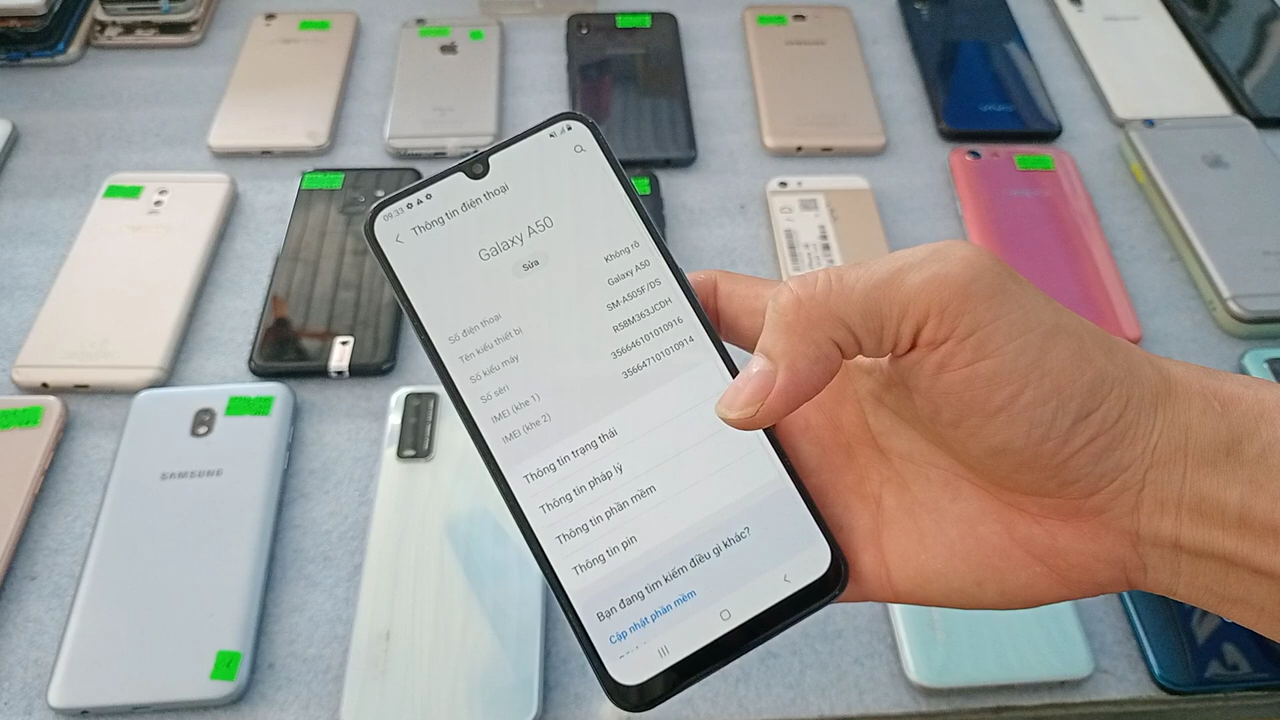 09:33
Thông tin điện thoại
Galaxy A50
Sửa
Số điện thoại Không rõ
Tên kiểu thiết bị Galaxy A50
Số kiểu máy SM-A505F/DS
Số sêri R58M363JCDH
IMEI (khe 1) 356646101010916
IMEI (khe 2) 356647101010914
Thông tin trạng thái
Thông tin pháp lý
Thông tin phần mềm
Thông tin pin
Bạn đang tìm kiếm điều gì khác?
Cập nhật phần mềm
SAMSUNG